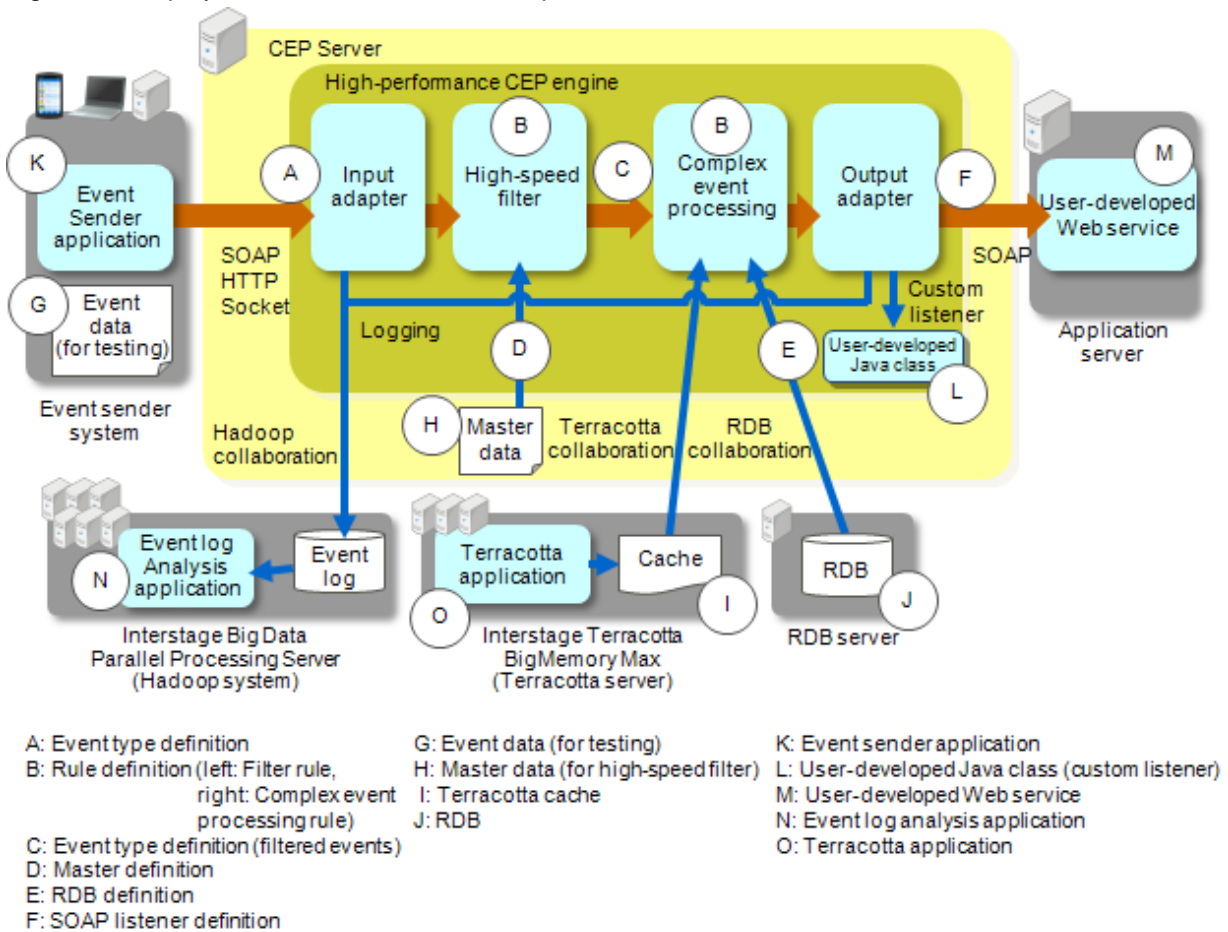 CEP Server
High-performance CEP engine
K
Event
Sender
application
A
Input
adapter
B
High-speed
filter
C
B
Complex
event
processing
Output
adapter
F
M
User-developed
Web service
SOAP
HTTP
Socket
SOAP
G
Event
data
(for testing)
Logging
D
E
Custom
listener
User-developed
Java class
L
Application
server
Event sender
system
H
Master
data
Hadoop
collaboration
Terracotta
collaboration
RDB
collaboration
N
Event log
Analysis
application
Event
log
Terracotta
application
O
Cache
I
RDB
J
Interstage Big Data
Parallel Processing Server
(Hadoop system)
Interstage Terracotta
BigMemory Max
(Terracotta server)
RDB server
A: Event type definition
B: Rule definition (left: Filter rule,
right: Complex event
processing rule)
C: Event type definition (filtered events)
D: Master definition
E: RDB definition
F: SOAP listener definition
G: Event data (for testing)
H: Master data (for high-speed filter)
I: Terracotta cache
J: RDB
K: Event sender application
L: User-developed Java class (custom listener)
M: User-developed Web service
N: Event log analysis application
O: Terracotta application